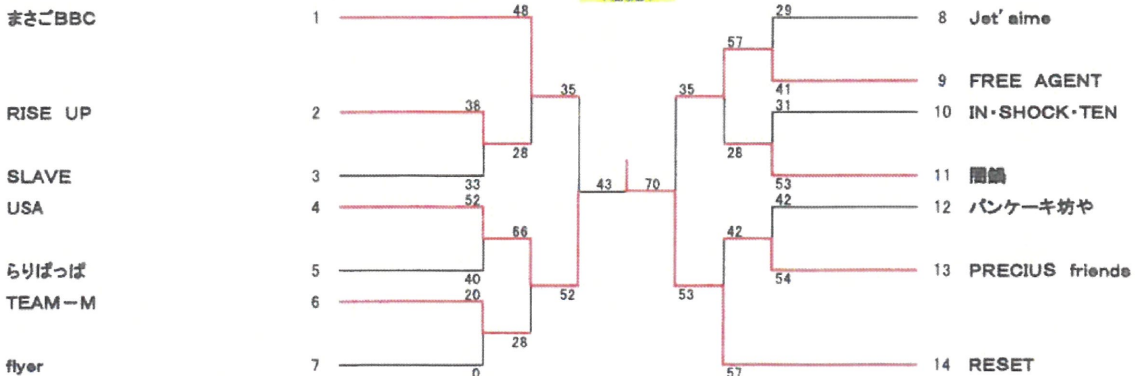 まさごBBC 1 48 29 8 Jet'aime
57
35 35 41 9 FREE AGENT
RISE UP 2 38 31 10 IN・SHOCK・TEN
28 28
SLAVE 3 33 43 70 53 11 闇鍋
USA 4 52 42 12 パンケーキ坊や
66 42
らりぱっぱ 5 40 54 13 PRECIUS friends
TEAM－M 6 20 52 53
28
flyer 7 0 57 14 RESET